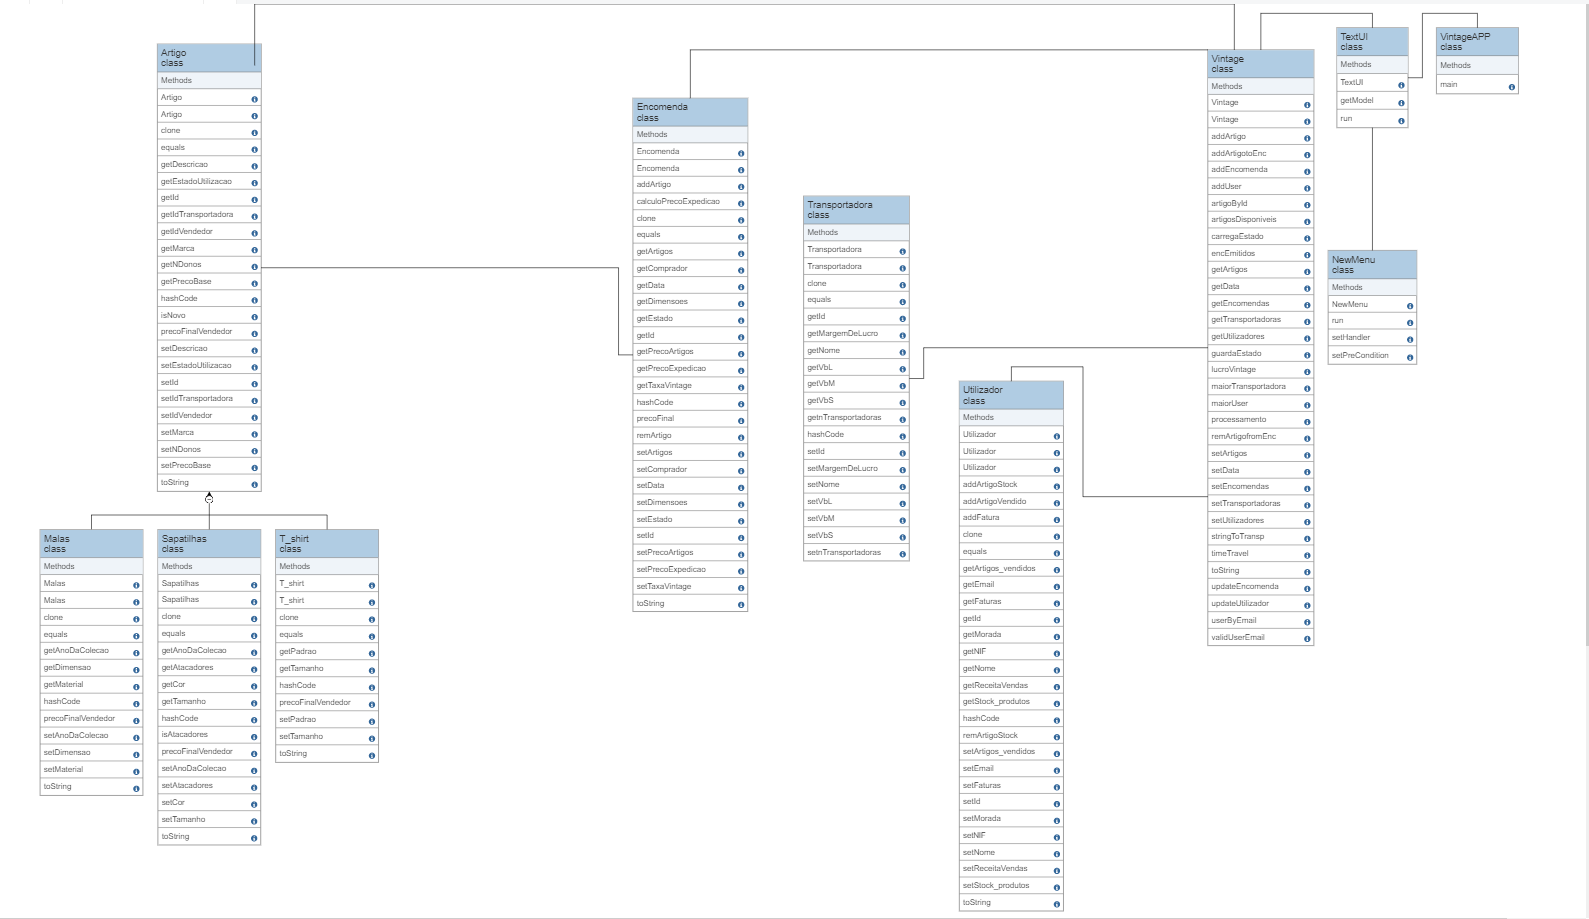 Artigo
class
Methods
Artigo
Artigo
clone
equals
getDescricao
getEstadoUtilizacao
getId
getIdTransportadora
getIdVendedor
getMarca
getNDonos
getPrecoBase
hashCode
isNovo
precoFinalVendedor
setDescricao
setEstadoUtilizacao
setId
setIdTransportadora
setIdVendedor
setMarca
setNDonos
setPrecoBase
toString
Malas
class
Methods
Malas
Malas
clone
equals
getAnoDaColecao
getDimensao
getMaterial
hashCode
precoFinalVendedor
setAnoDaColecao
setDimensao
setMaterial
toString
Sapatilhas
class
Methods
Sapatilhas
Sapatilhas
clone
equals
getAnoDaColecao
getAtacadores
getCor
getTamanho
hashCode
isAtacadores
precoFinalVendedor
setAnoDaColecao
setAtacadores
setCor
setTamanho
toString
T_shirt
class
Methods
T_shirt
T_shirt
clone
equals
getPadrao
getTamanho
hashCode
precoFinalVendedor
setPadrao
setTamanho
toString
Encomenda
class
Methods
Encomenda
Encomenda
addArtigo
calculoPrecoExpedicao
clone
equals
getArtigos
getComprador
getData
getDimensoes
getEstado
getId
getPrecoArtigos
getPrecoExpedicao
getTaxaVintage
hashCode
precoFinal
remArtigo
setArtigos
setComprador
setData
setDimensoes
setEstado
setId
setPrecoArtigos
setPrecoExpedicao
setTaxaVintage
toString
Transportadora
class
Methods
Transportadora
Transportadora
clone
equals
getId
getMargemDeLucro
getNome
getVbL
getVbM
getVbS
getnTransportadoras
hashCode
setId
setMargemDeLucro
setNome
setVbL
setVbM
setVbS
setnTransportadoras
Utilizador
class
Methods
Utilizador
Utilizador
Utilizador
addArtigoStock
addArtigoVendido
addFatura
clone
equals
getArtigos_vendidos
getEmail
getFaturas
getId
getMorada
getNIF
getNome
getReceitaVendas
getStock_produtos
hashCode
remArtigoStock
setArtigos_vendidos
setEmail
setFaturas
setId
setMorada
setNIF
setNome
setReceitaVendas
setStock_produtos
toString
Vintage
class
Methods
Vintage
Vintage
addArtigo
addArtigotoEnc
addEncomenda
addUser
artigoById
artigosDisponiveis
carregaEstado
encEmitidos
getArtigos
getData
getEncomendas
getTransportadoras
getUtilizadores
guardaEstado
lucroVintage
maiorTransportadora
maiorUser
processamento
remArtigofromEnc
setArtigos
setData
setEncomendas
setTransportadoras
setUtilizadores
stringToTransp
timeTravel
toString
updateEncomenda
updateUtilizador
userByEmail
validUserEmail
TextUI
class
Methods
TextUI
getModel
run
VintageAPP
class
Methods
main
NewMenu
class
Methods
NewMenu
run
setHandler
setPreCondition